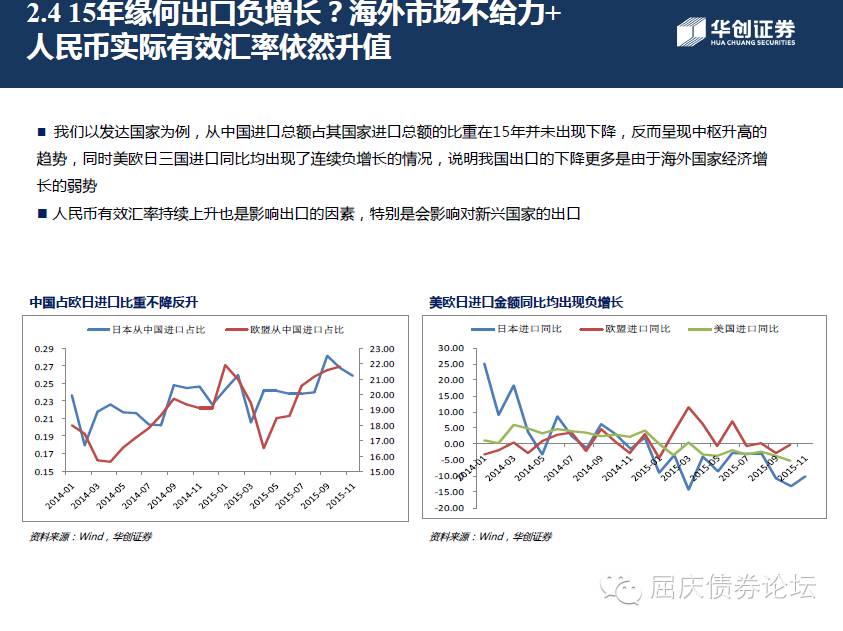 2.4 15年缘何出口负增长？海外市场不给力+
人民币实际有效汇率依然升值
华创证券
HUA CHUANG SECURITIES
■ 我们以发达国家为例，从中国进口总额占其国家进口总额的比重在15年并未出现下降，反而呈现中枢升高的
趋势，同时美欧日三国进口同比均出现了连续负增长的情况，说明我国出口的下降更多是由于海外国家经济增
长的弱势
■ 人民币有效汇率持续上升也是影响出口的因素，特别是会影响对新兴国家的出口
中国占欧日进口比重不降反升
日本从中国进口占比 欧盟从中国进口占比
0.29
0.27
0.25
0.23
0.21
0.19
0.17
0.15
23.00
22.00
21.00
20.00
19.00
18.00
17.00
16.00
15.00
2014-01 2014-03 2014-05 2014-07 2014-09 2014-11 2015-01 2015-03 2015-05 2015-07 2015-09 2015-11
资料来源：Wind，华创证券
美欧日进口金额同比均出现负增长
日本进口同比 欧盟进口同比 美国进口同比
30.00
25.00
20.00
15.00
10.00
5.00
0.00
-5.00
-10.00
-15.00
-20.00
2014-01 2014-03 2014-05 2014-07 2014-09 2014-11 2015-01 2015-03 2015-05 2015-07 2015-09 2015-11
资料来源：Wind，华创证券
屈庆债券论坛